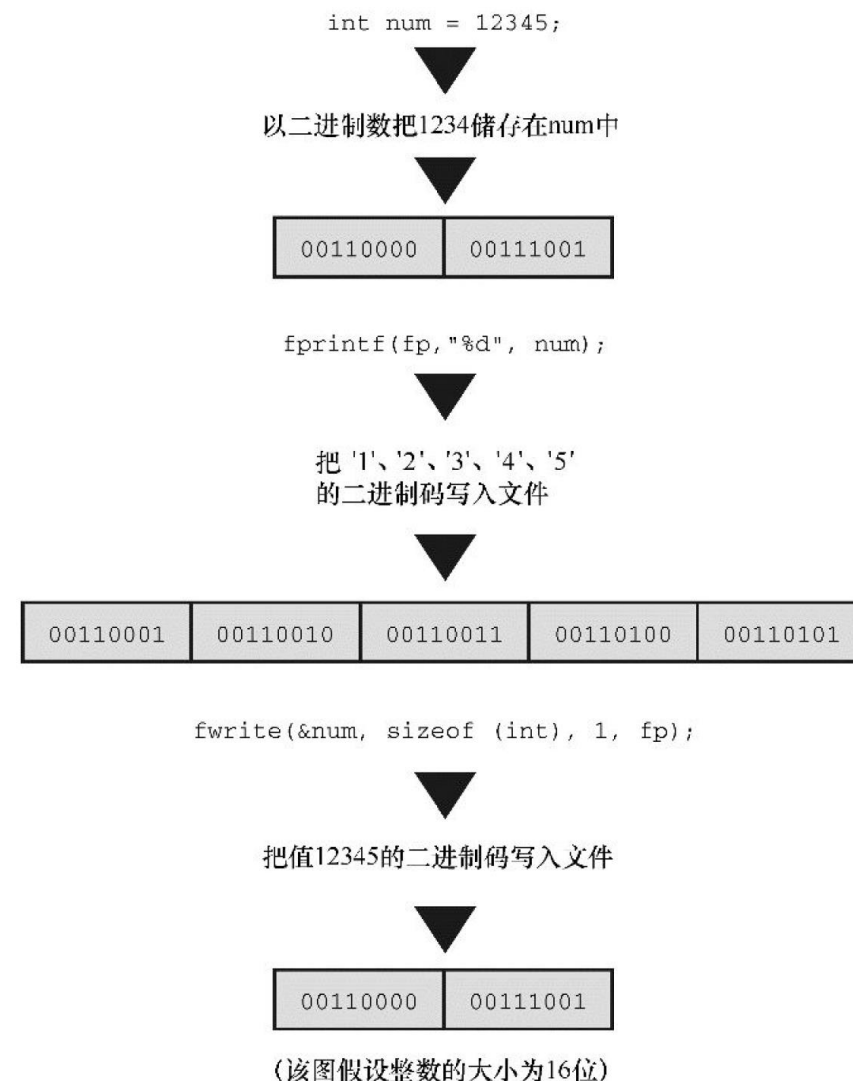 int num = 12345;
以二进制数把1234储存在num中
00110000 00111001
fprintf(fp,"%d", num);
把 '1'、'2'、'3'、'4'、'5'
的二进制码写入文件
00110001 00110010 00110011 00110100 00110101
fwrite(&num, sizeof (int), 1, fp);
把值12345的二进制码写入文件
00110000 00111001
(该图假设整数的大小为16位)